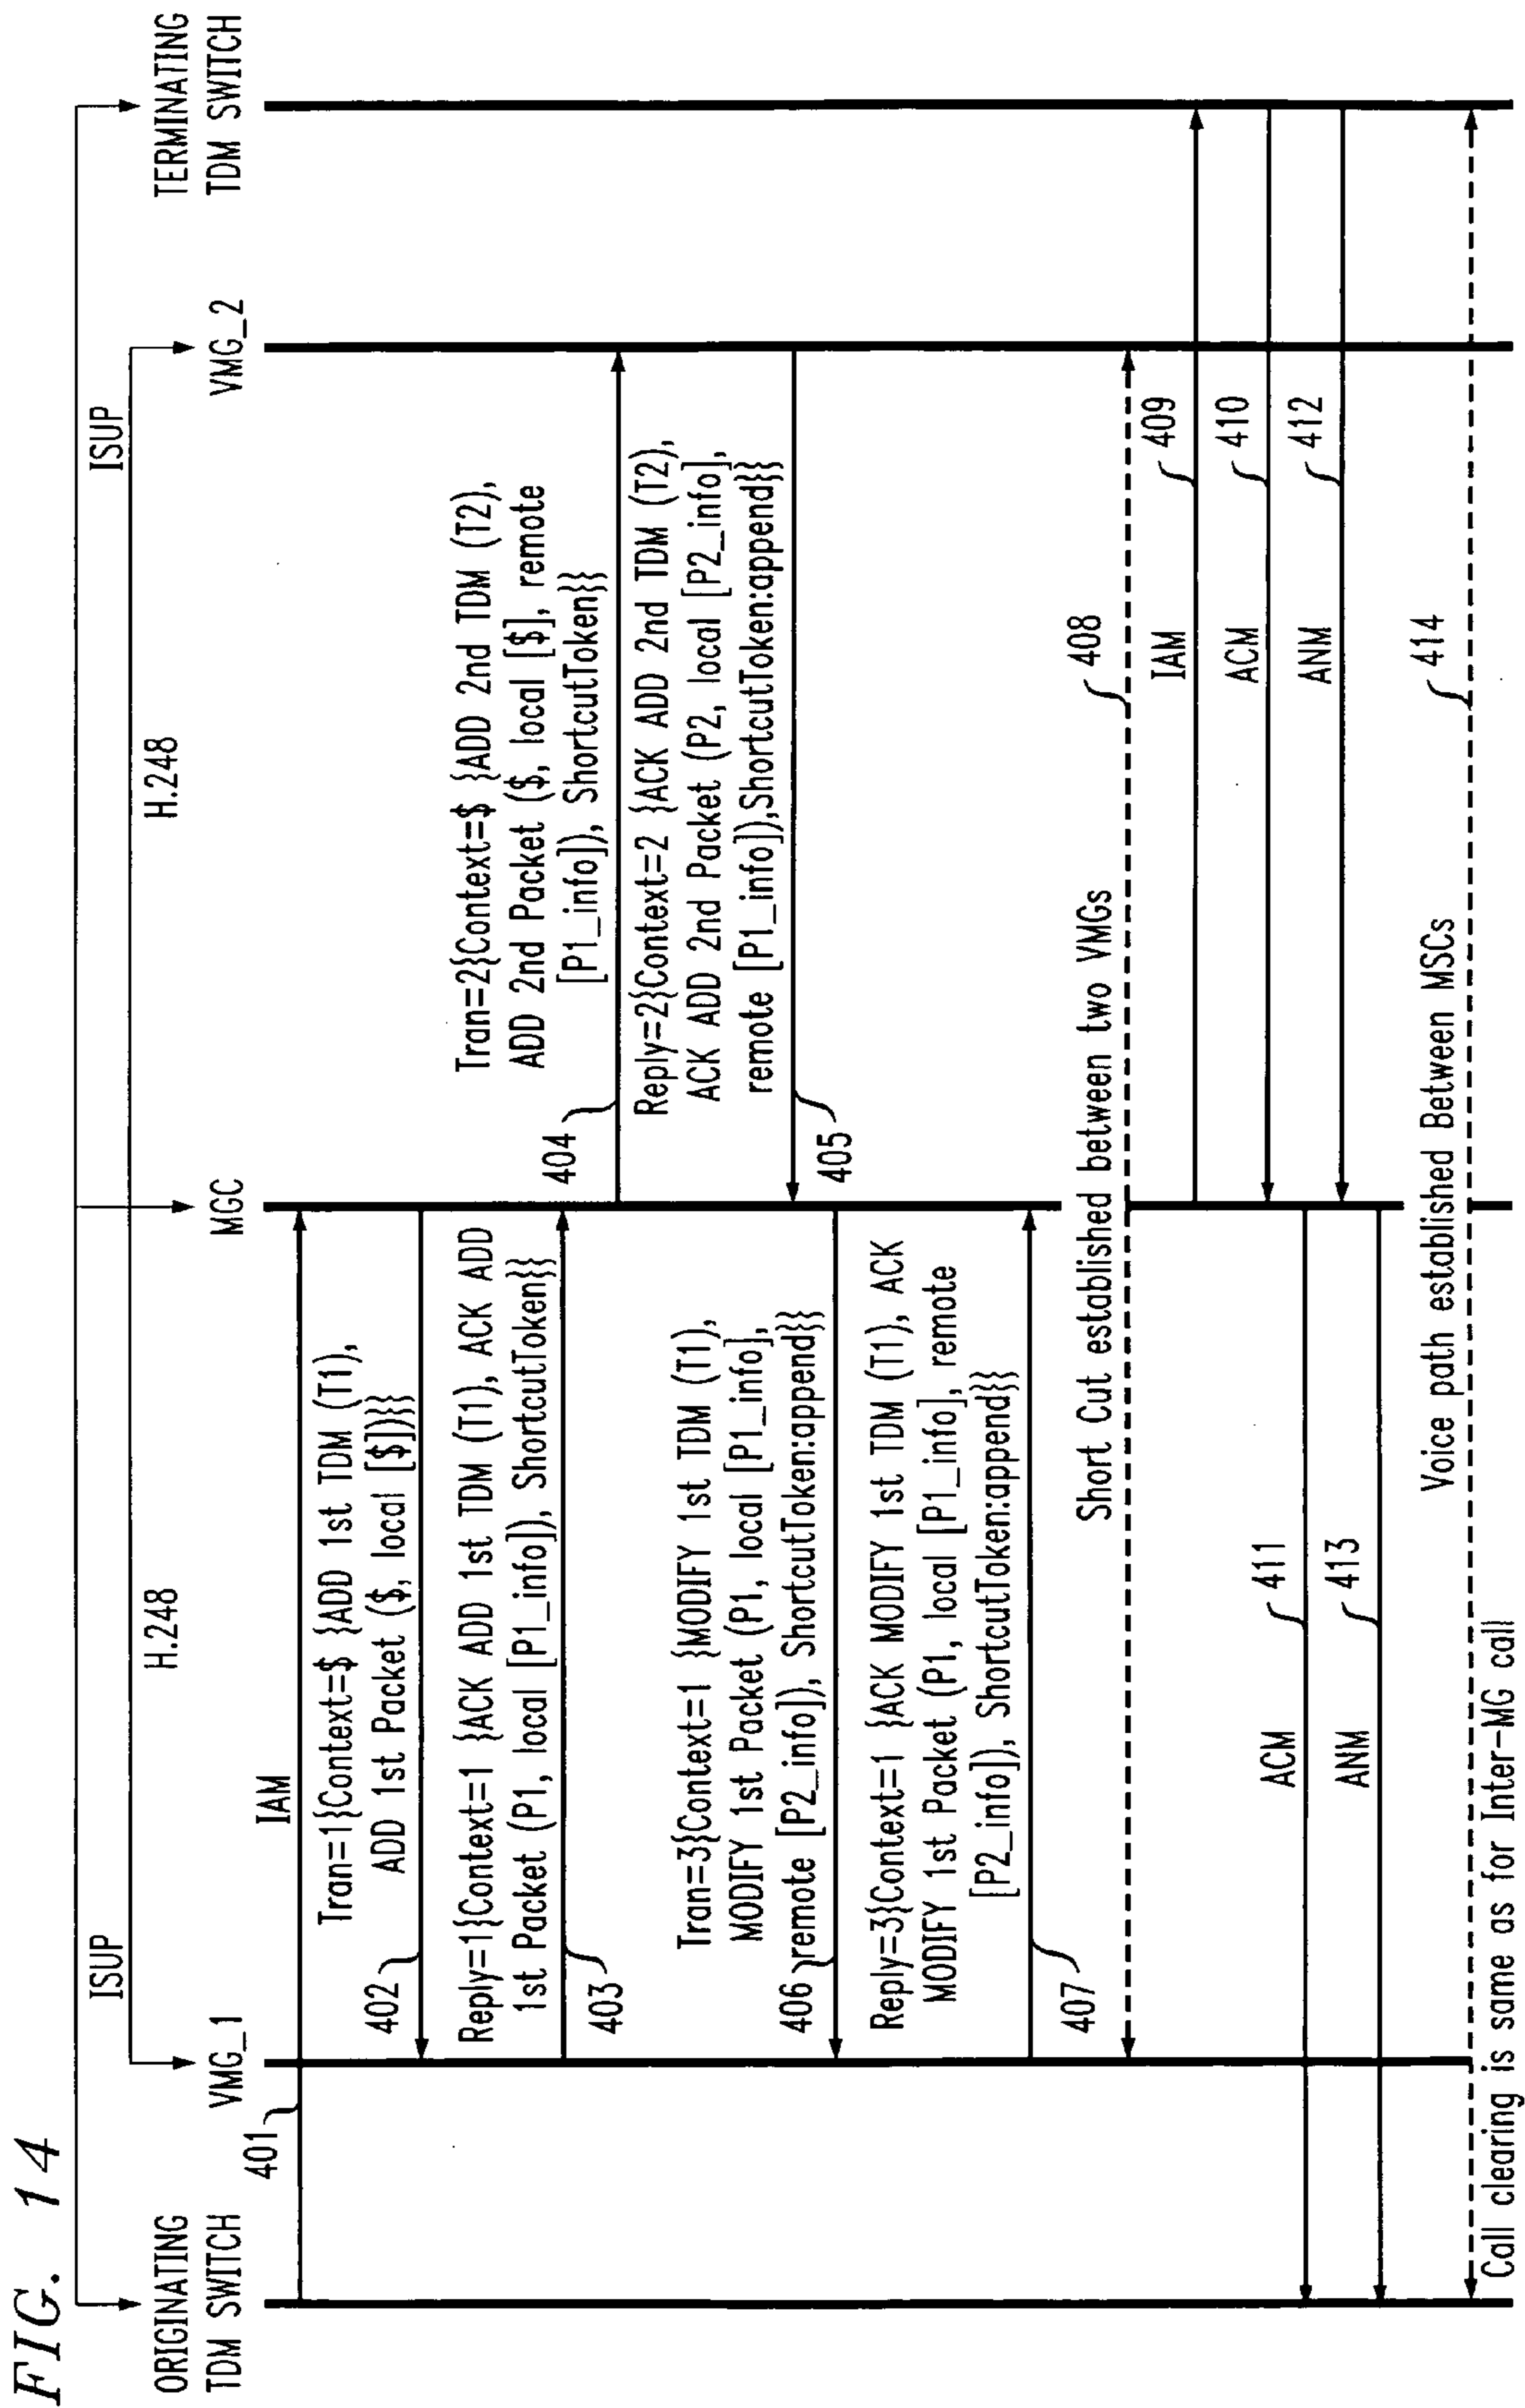 FIG. 14
ISUP
ISUP
H.248
H.248
ORIGINATING
TDM SWITCH
VMG_1
MGC
VMG_2
TERMINATING
TDM SWITCH
401
IAM
Tran=1{Context=$ {ADD 1st TDM (T1),
ADD 1st Packet ($, local [$])}}
402
Reply=1{Context=1 {ACK ADD 1st TDM (T1), ACK ADD
1st Packet (P1, local [P1_info]), ShortcutToken}}
403
Tran=2{Context=$ {ADD 2nd TDM (T2),
ADD 2nd Packet ($, local [$], remote
[P1_info]), ShortcutToken}}
404
Reply=2{Context=2 {ACK ADD 2nd TDM (T2),
ACK ADD 2nd Packet (P2, local [P2_info],
remote [P1_info]),ShortcutToken:append}}
405
Tran=3{Context=1 {MODIFY 1st TDM (T1),
MODIFY 1st Packet (P1, local [P1_info],
406 remote [P2_info]), ShortcutToken:append}}
Reply=3{Context=1 {ACK MODIFY 1st TDM (T1), ACK
MODIFY 1st Packet (P1, local [P1_info], remote
[P2_info]), ShortcutToken:append}}
407
Short Cut established between two VMGs
408
IAM
409
ACM
410
ACM
411
ANM
412
ANM
413
Voice path established Between MSCs
414
Call clearing is same as for Inter-MG call